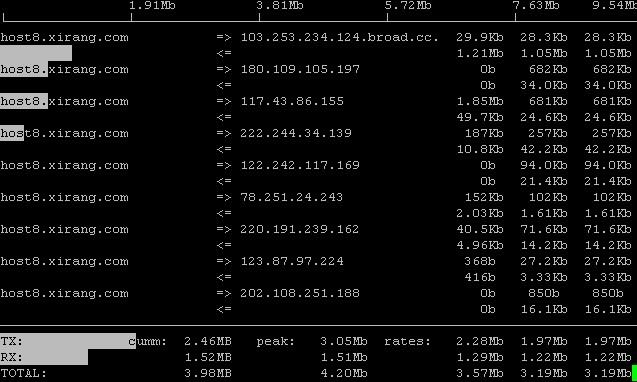 1.91Mb 3.81Mb 5.72Mb 7.63Mb 9.54Mb
host8.xirang.com => 103.253.234.124.broad.cc. 29.9Kb 28.3Kb 28.3Kb
<= 1.21Mb 1.05Mb 1.05Mb
host8.xirang.com => 180.109.105.197 0b 682Kb 682Kb
<= 0b 34.0Kb 34.0Kb
host8.xirang.com => 117.43.86.155 1.85Mb 681Kb 681Kb
<= 49.7Kb 24.6Kb 24.6Kb
host8.xirang.com => 222.244.34.139 187Kb 257Kb 257Kb
<= 10.8Kb 42.2Kb 42.2Kb
host8.xirang.com => 122.242.117.169 0b 94.0Kb 94.0Kb
<= 0b 21.4Kb 21.4Kb
host8.xirang.com => 78.251.24.243 152Kb 102Kb 102Kb
<= 2.03Kb 1.61Kb 1.61Kb
host8.xirang.com => 220.191.239.162 40.5Kb 71.6Kb 71.6Kb
<= 4.96Kb 14.2Kb 14.2Kb
host8.xirang.com => 123.87.97.224 368b 27.2Kb 27.2Kb
<= 416b 3.33Kb 3.33Kb
host8.xirang.com => 202.108.251.188 0b 850b 850b
<= 0b 16.1Kb 16.1Kb
TX: cumm: 2.46MB peak: 3.05Mb rates: 2.28Mb 1.97Mb 1.97Mb
RX: 1.52MB 1.51Mb 1.29Mb 1.22Mb 1.22Mb
TOTAL: 3.98MB 4.20Mb 3.57Mb 3.19Mb 3.19Mb